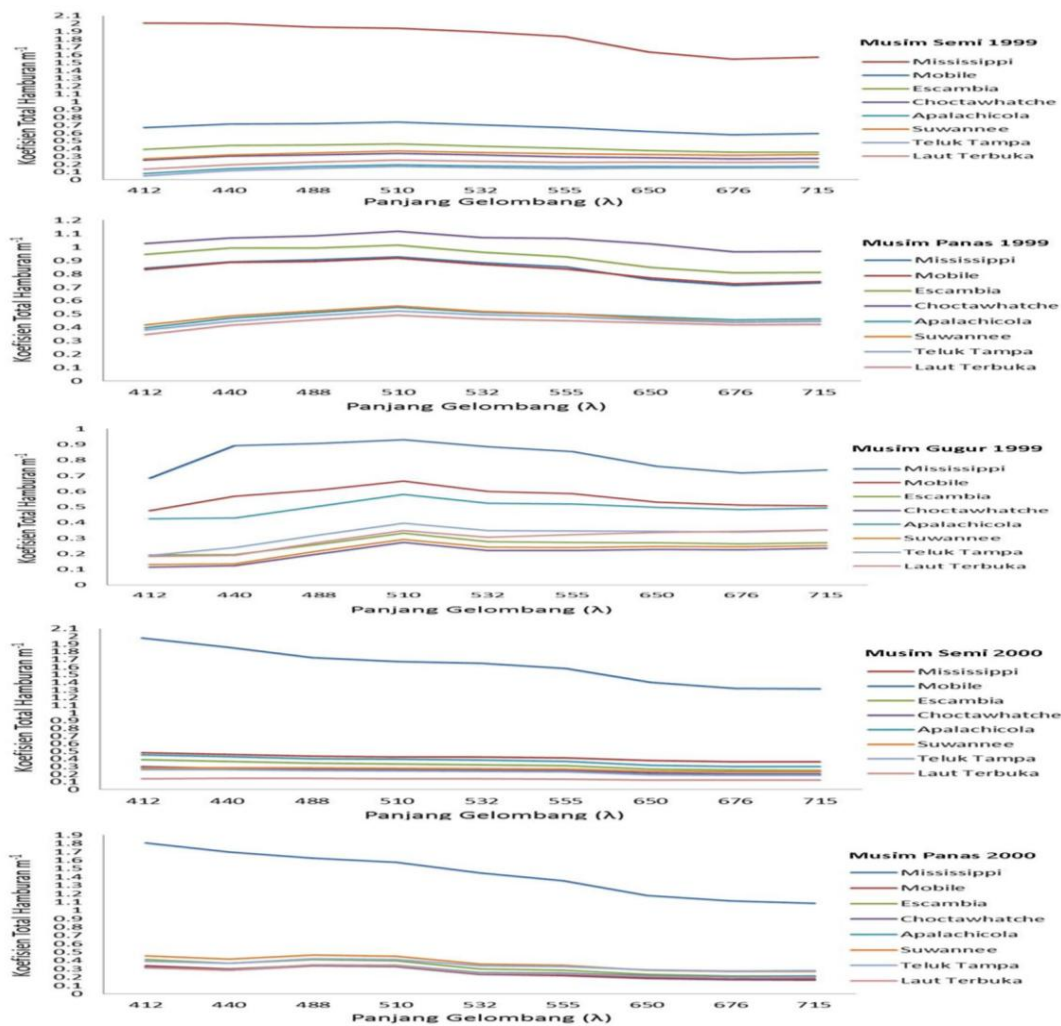 Koefisien Total Hamburan m⁻¹
2.1
2
1.9
1.8
1.7
1.6
1.5
1.4
1.3
1.2
1.1
1
0.9
0.8
0.7
0.6
0.5
0.4
0.3
0.2
0.1
0
412 440 488 510 532 555 650 676 715
Panjang Gelombang (λ)
Musim Semi 1999
Mississippi
Mobile
Escambia
Choctawhatche
Apalachicola
Suwannee
Teluk Tampa
Laut Terbuka
Koefisien Total Hamburan m⁻¹
1.2
1.1
1
0.9
0.8
0.7
0.6
0.5
0.4
0.3
0.2
0.1
0
412 440 488 510 532 555 650 676 715
Panjang Gelombang (λ)
Musim Panas 1999
Mississippi
Mobile
Escambia
Choctawhatche
Apalachicola
Suwannee
Teluk Tampa
Laut Terbuka
Koefisien Total Hamburan m⁻¹
1
0.9
0.8
0.7
0.6
0.5
0.4
0.3
0.2
0.1
0
412 440 488 510 532 555 650 676 715
Panjang Gelombang (λ)
Musim Gugur 1999
Mississippi
Mobile
Escambia
Choctawhatche
Apalachicola
Suwannee
Teluk Tampa
Laut Terbuka
Koefisien Total Hamburan m⁻¹
2.1
2
1.9
1.8
1.7
1.6
1.5
1.4
1.3
1.2
1.1
1
0.9
0.8
0.7
0.6
0.5
0.4
0.3
0.2
0.1
0
412 440 488 510 532 555 650 676 715
Panjang Gelombang (λ)
Musim Semi 2000
Mississippi
Mobile
Escambia
Choctawhatche
Apalachicola
Suwannee
Teluk Tampa
Laut Terbuka
Koefisien Total Hamburan m⁻¹
1.9
1.8
1.7
1.6
1.5
1.4
1.3
1.2
1.1
1
0.9
0.8
0.7
0.6
0.5
0.4
0.3
0.2
0.1
0
412 440 488 510 532 555 650 676 715
Panjang Gelombang (λ)
Musim Panas 2000
Mississippi
Mobile
Escambia
Choctawhatche
Apalachicola
Suwannee
Teluk Tampa
Laut Terbuka